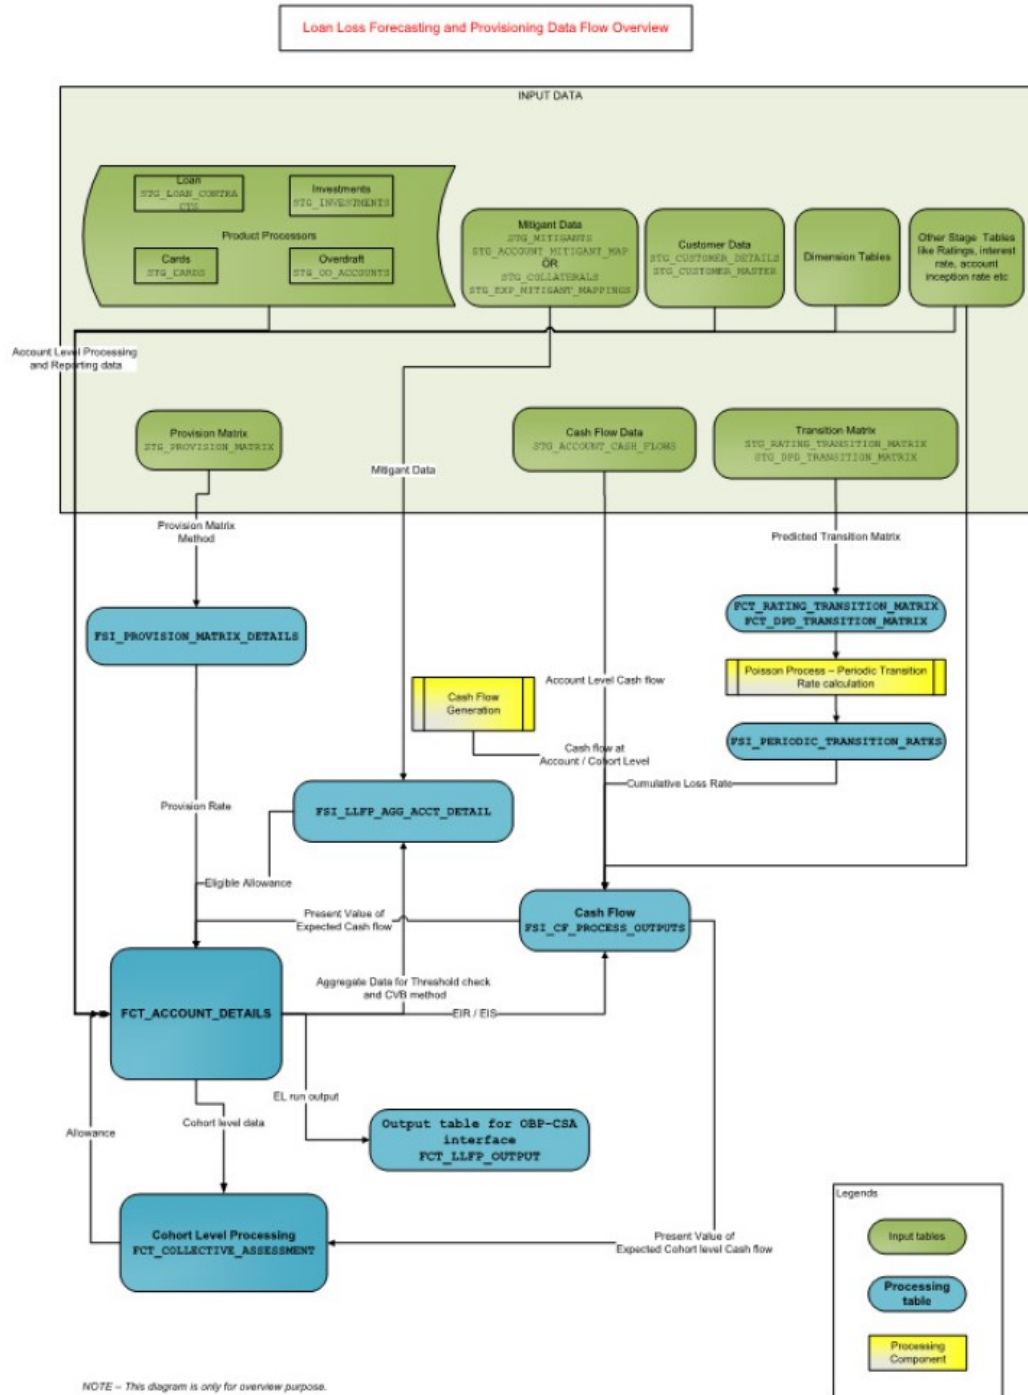 Loan Loss Forecasting and Provisioning Data Flow Overview
INPUT DATA
Loan
STG_LOAN_CONTRA
CTS
Investments
STG_INVESTMENTS
Product Processors
Cards
STG_CARDS
Overdraft
STG_OD_ACCOUNTS
Mitigant Data
STG_MITIGANTS
STG_ACCOUNT_MITIGANT_MAP
OR
STG_COLLATERALS
STG_EXP_MITIGANT_MAPPINGS
Customer Data
STG_CUSTOMER_DETAILS
STG_CUSTOMER_MASTER
Dimension Tables
Other Stage Tables
like Ratings, interest
rate, account
inception rate etc
Account Level Processing
and Reporting data
Provision Matrix
STG_PROVISION_MATRIX
Mitigant Data
Cash Flow Data
STG_ACCOUNT_CASH_FLOWS
Transition Matrix
STG_RATING_TRANSITION_MATRIX
STG_DPD_TRANSITION_MATRIX
Provision Matrix
Method
Predicted Transition Matrix
FSI_PROVISION_MATRIX_DETAILS
FCT_RATING_TRANSITION_MATRIX
FCT_DPD_TRANSITION_MATRIX
Poisson Process – Periodic Transition
Rate calculation
Account Level Cash flow
Cash Flow
Generation
FSI_PERIODIC_TRANSITION_RATES
Cash flow at
Account / Cohort Level
Cumulative Loss Rate
Provision Rate
FSI_LLFP_AGG_ACCT_DETAIL
Eligible Allowance
Present Value of
Expected Cash flow
Cash Flow
FSI_CF_PROCESS_OUTPUTS
Aggregate Data for Threshold check
and CVB method
FCT_ACCOUNT_DETAILS
EIR / EIS
EL run output
Cohort level data
Allowance
Output table for OBP-CSA
interface
FCT_LLFP_OUTPUT
Cohort Level Processing
FCT_COLLECTIVE_ASSESSMENT
Present Value of
Expected Cohort level Cash flow
Legends
Input tables
Processing
table
Processing
Component
NOTE – This diagram is only for overview purpose.